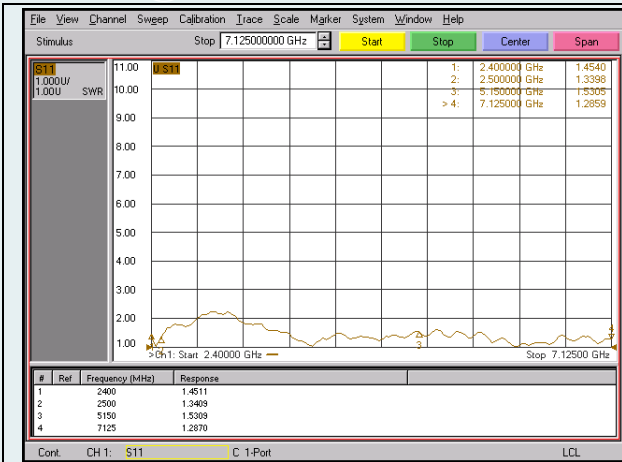 File View Channel Sweep Calibration Trace Scale Marker System Window Help
Stimulus Stop 7.125000000 GHz Start Stop Center Span
S11
1.000U/
1.00U SWR
11.00
10.00
9.00
8.00
7.00
6.00
5.00
4.00
3.00
2.00
1.00
U S11
1: 2.400000 GHz 1.4540
2: 2.500000 GHz 1.3398
3: 5.150000 GHz 1.5305
> 4: 7.125000 GHz 1.2859
1
2
3
4
>Ch1: Start 2.40000 GHz Stop 7.12500 GHz
# Ref Frequency (MHz) Response
1 2400 1.4511
2 2500 1.3409
3 5150 1.5309
4 7125 1.2870
Cont. CH 1: S11 C 1-Port LCL